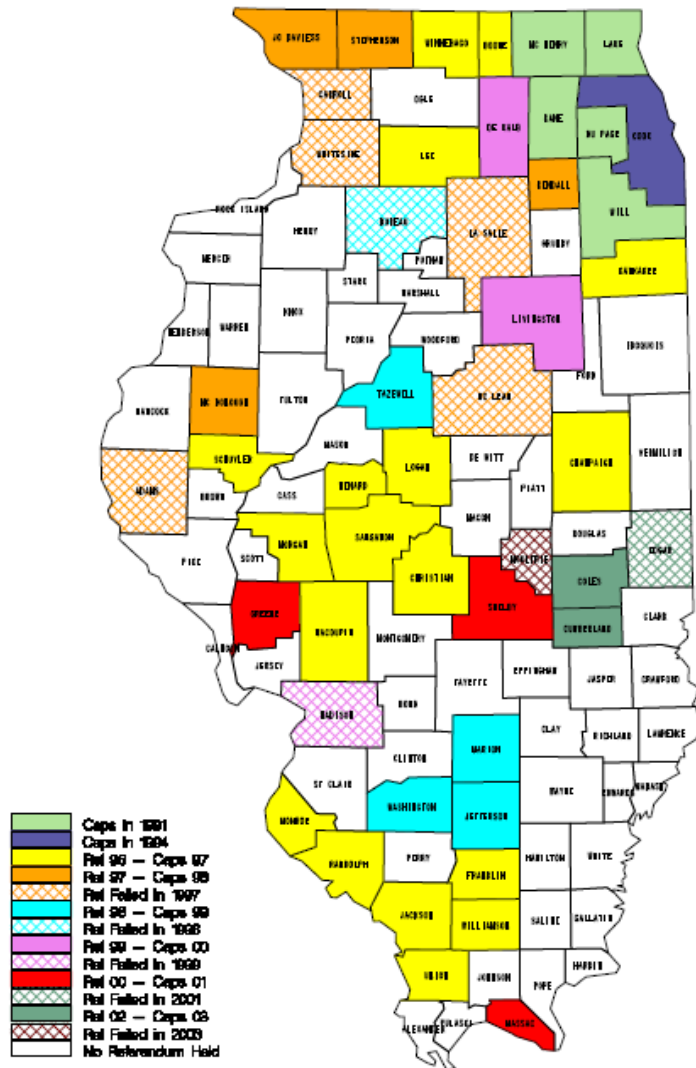 JO DAVIESS
STEPHENSON
WINNEBAGO
BOONE
MC HENRY
LAKE
CARROLL
OGLE
DE KALB
KANE
DU PAGE
COOK
WHITESIDE
LEE
KENDALL
WILL
ROCK ISLAND
HENRY
BUREAU
LA SALLE
GRUNDY
MERCER
PUTNAM
KANKAKEE
STARK
MARSHALL
HENDERSON
WARREN
KNOX
PEORIA
WOODFORD
LIVINGSTON
IROQUOIS
FORD
HANCOCK
MC DONOUGH
FULTON
TAZEWELL
MC LEAN
SCHUYLER
MASON
LOGAN
DE WITT
CHAMPAIGN
VERMILION
ADAMS
BROWN
CASS
MENARD
PIATT
MACON
PIKE
SCOTT
MORGAN
SANGAMON
CHRISTIAN
MOULTRIE
DOUGLAS
EDGAR
COLES
GREENE
MACOUPIN
MONTGOMERY
SHELBY
CUMBERLAND
CLARK
CALHOUN
JERSEY
FAYETTE
EFFINGHAM
JASPER
CRAWFORD
MADISON
BOND
CLAY
RICHLAND
LAWRENCE
CLINTON
MARION
ST CLAIR
WAYNE
EDWARDS
WABASH
MONROE
WASHINGTON
JEFFERSON
RANDOLPH
PERRY
FRANKLIN
HAMILTON
WHITE
JACKSON
WILLIAMSON
SALINE
GALLATIN
UNION
JOHNSON
POPE
HARDIN
ALEXANDER
PULASKI
MASSAC
Caps in 1991
Caps in 1994
Ref 96 – Caps 97
Ref 97 – Caps 98
Ref Failed in 1997
Ref 98 – Caps 99
Ref Failed in 1998
Ref 99 – Caps 00
Ref Failed in 1999
Ref 00 – Caps 01
Ref Failed in 2001
Ref 02 – Caps 03
Ref Failed in 2003
No Referendum Held